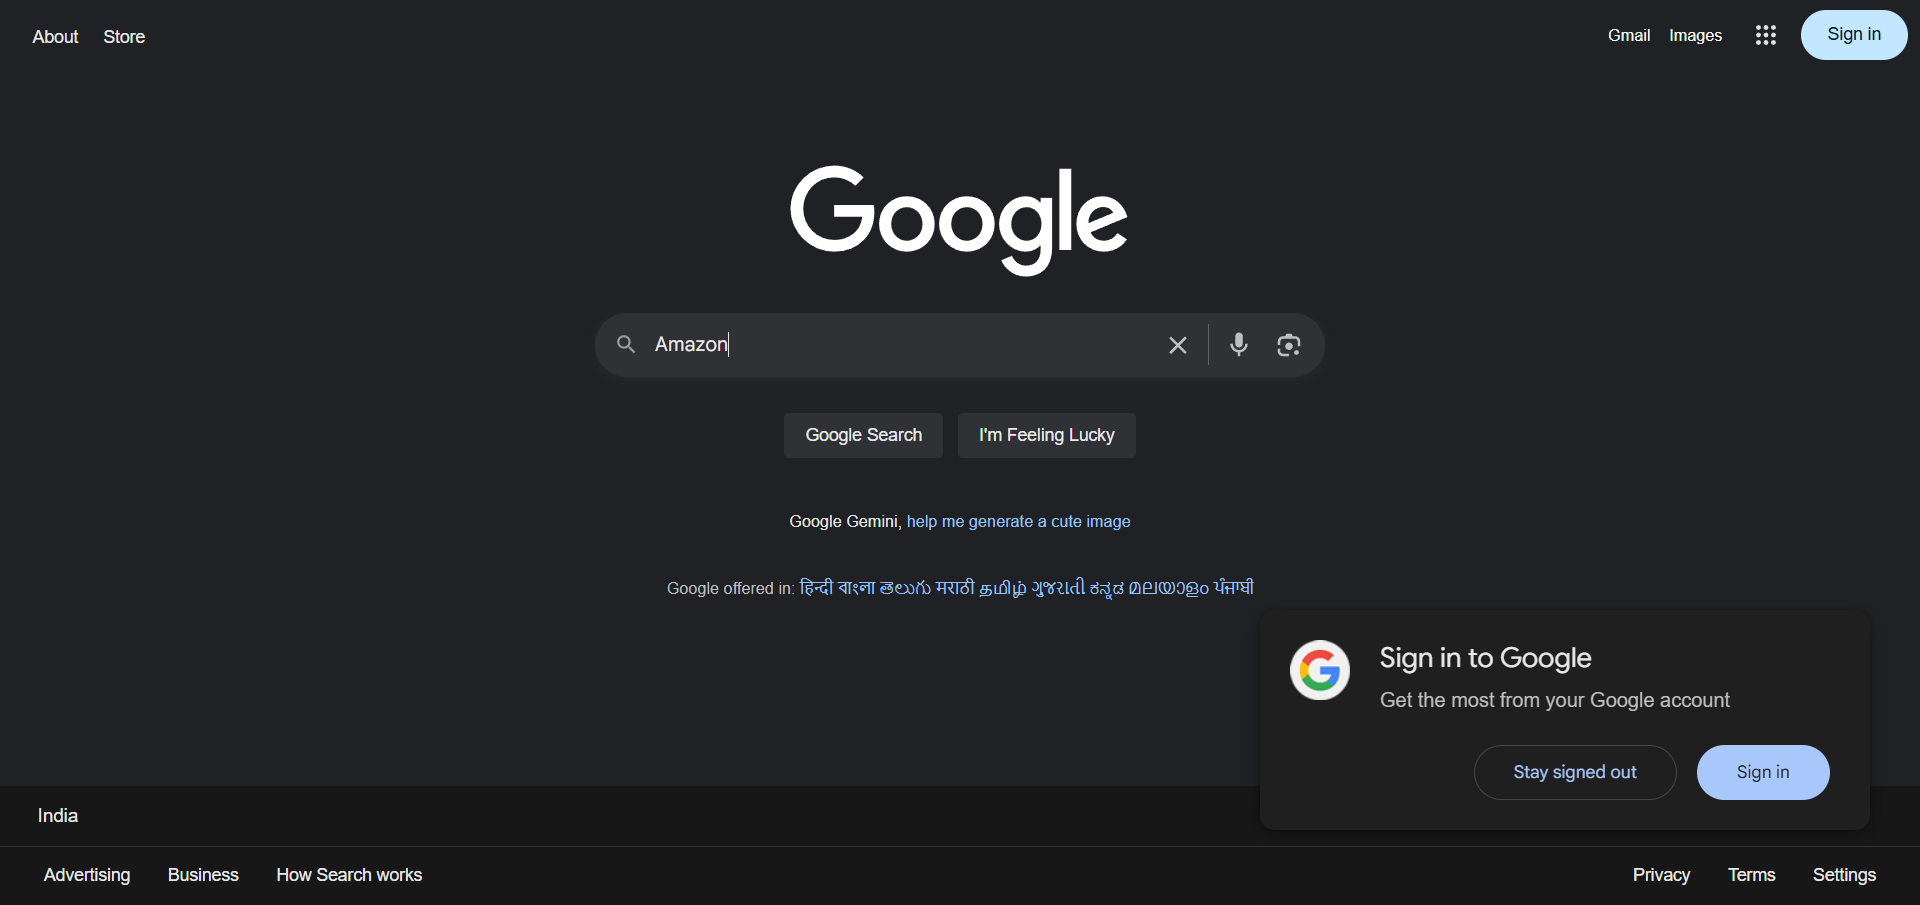 About Store
Gmail Images Sign in
Google
Amazon
Google Search I'm Feeling Lucky
Google Gemini, help me generate a cute image
Google offered in: हिन्दी বাংলা తెలుగు मराठी தமிழ் ગુજરાતી ಕನ್ನಡ മലയാളം ਪੰਜਾਬੀ
Sign in to Google
Get the most from your Google account
Stay signed out Sign in
India
Advertising Business How Search works
Privacy Terms Settings